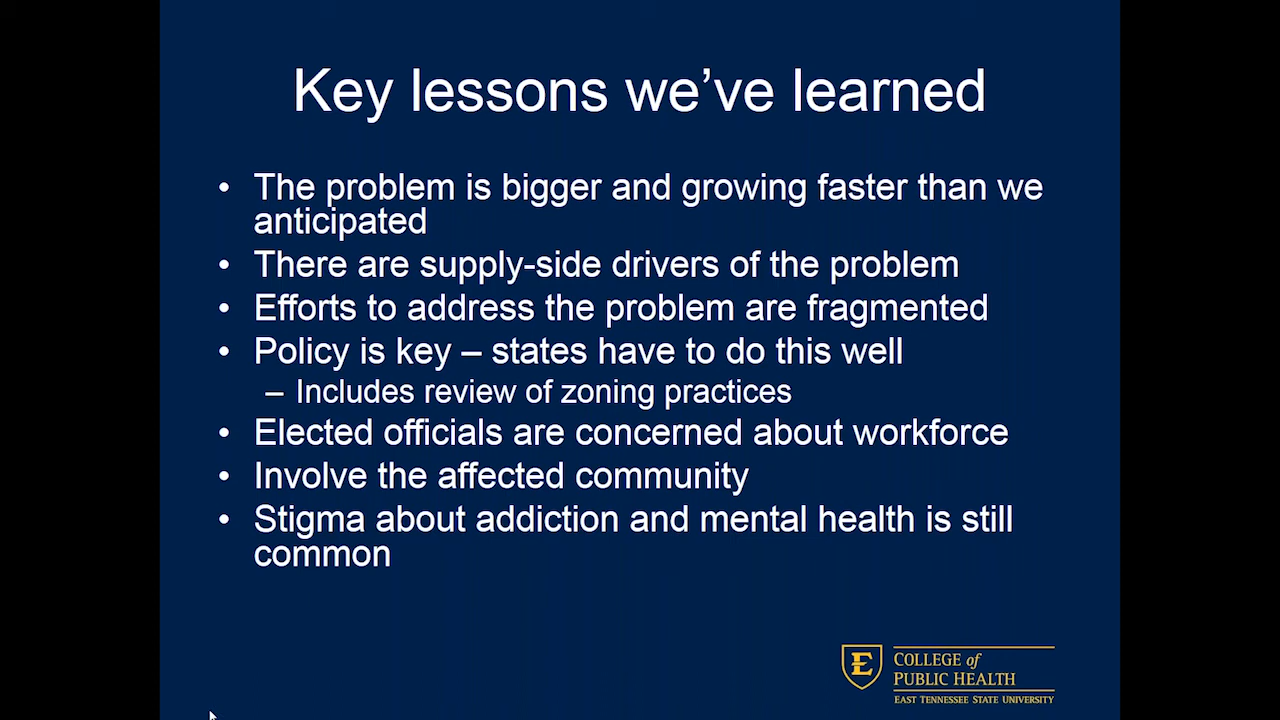 Key lessons we've learned
• The problem is bigger and growing faster than we
anticipated
• There are supply-side drivers of the problem
• Efforts to address the problem are fragmented
• Policy is key – states have to do this well
– Includes review of zoning practices
• Elected officials are concerned about workforce
• Involve the affected community
• Stigma about addiction and mental health is still
common
E
COLLEGE of
PUBLIC HEALTH
EAST TENNESSEE STATE UNIVERSITY